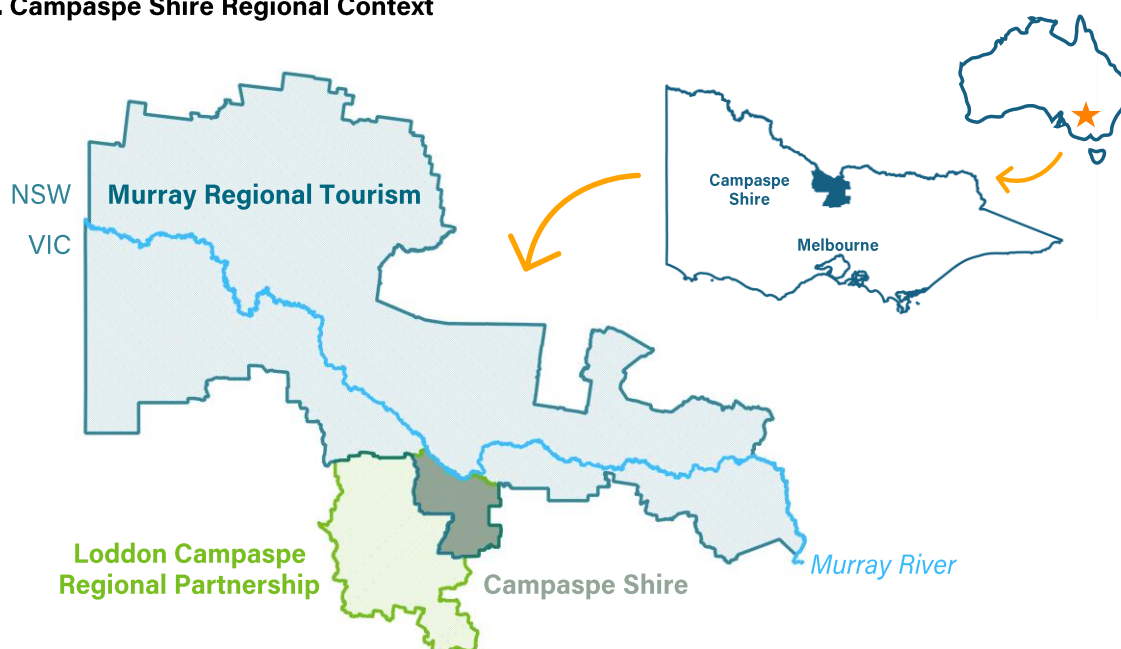 . Campaspe Shire Regional Context
NSW
Murray Regional Tourism
VIC
Campaspe
Shire
Melbourne
Loddon Campaspe
Regional Partnership
Campaspe Shire
Murray River